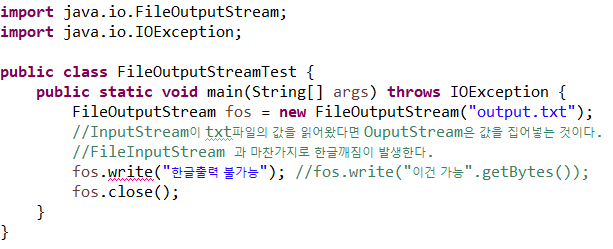 import java.io.FileOutputStream;
import java.io.IOException;
public class FileOutputStreamTest {
public static void main(String[] args) throws IOException {
FileOutputStream fos = new FileOutputStream("output.txt");
//InputStream이 txt파일의 값을 읽어왔다면 OuputStream은 값을 집어넣는 것이다.
//FileInputStream 과 마찬가지로 한글깨짐이 발생한다.
fos.write("한글출력 불가능"); //fos.write("이건 가능".getBytes());
fos.close();
}
}